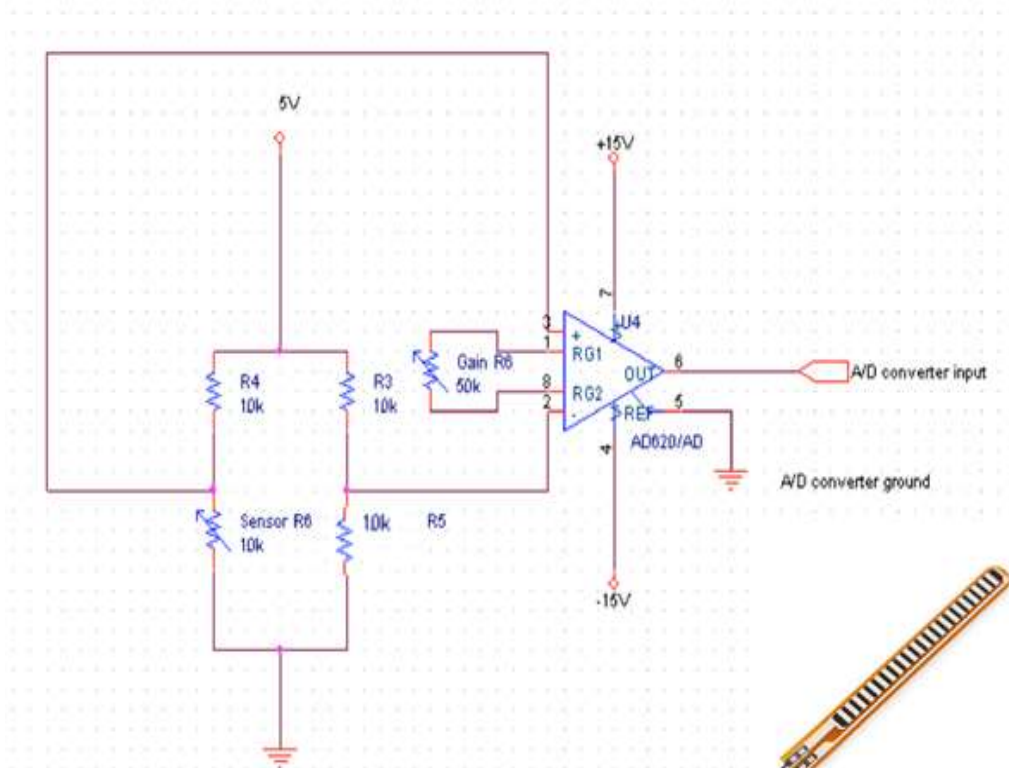 5V
+15V
7
3
U4
+
1
RG1
Gain R6
50k
OUT
6
A/D converter input
R4
10k
R3
10k
8
RG2
2
-
REF
5
AD620/AD
4
A/D converter ground
Sensor R6
10k
10k
R5
-15V